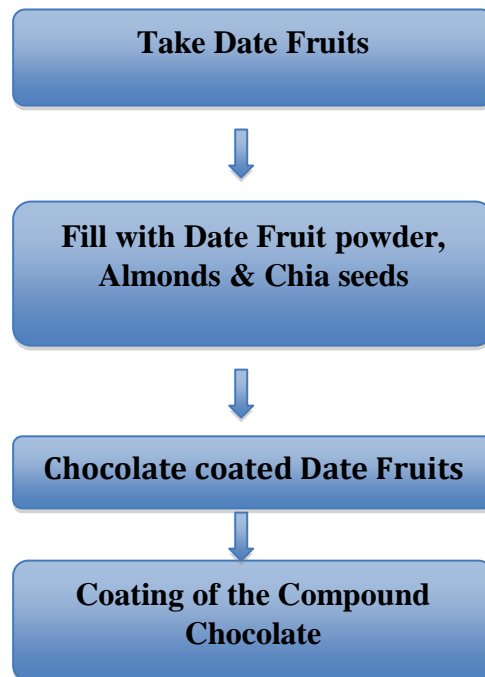 Take Date Fruits
Fill with Date Fruit powder,
Almonds & Chia seeds
Chocolate coated Date Fruits
Coating of the Compound
Chocolate